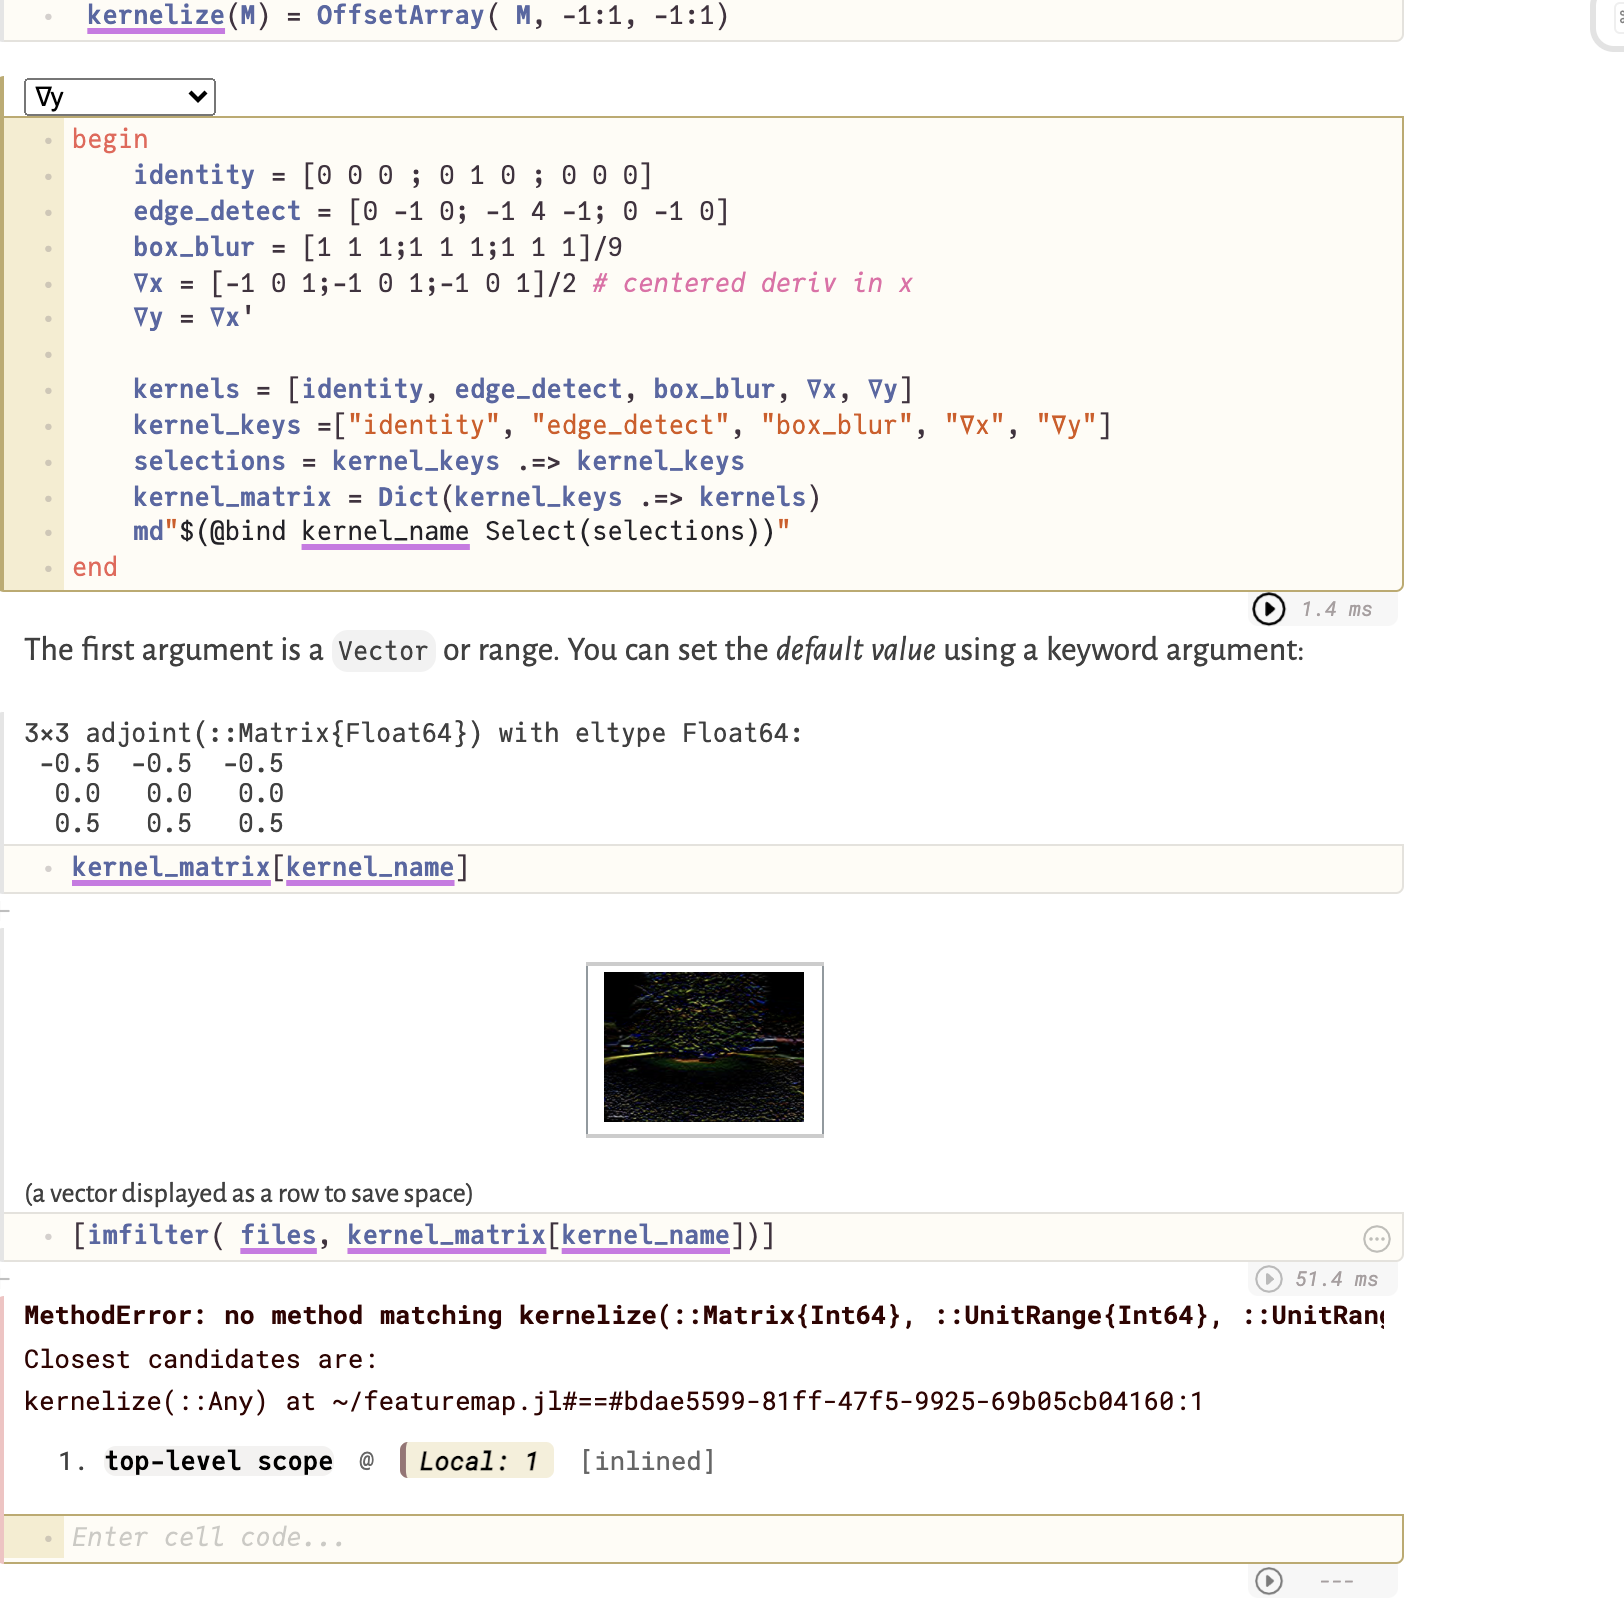 kernelize(M) = OffsetArray( M, -1:1, -1:1)
∇y
begin
identity = [0 0 0 ; 0 1 0 ; 0 0 0]
edge_detect = [0 -1 0; -1 4 -1; 0 -1 0]
box_blur = [1 1 1;1 1 1;1 1 1]/9
∇x = [-1 0 1;-1 0 1;-1 0 1]/2 # centered deriv in x
∇y = ∇x'
kernels = [identity, edge_detect, box_blur, ∇x, ∇y]
kernel_keys =["identity", "edge_detect", "box_blur", "∇x", "∇y"]
selections = kernel_keys .=> kernel_keys
kernel_matrix = Dict(kernel_keys .=> kernels)
md"$(@bind kernel_name Select(selections))"
end
1.4 ms
The first argument is a Vector or range. You can set the default value using a keyword argument:
3×3 adjoint(::Matrix{Float64}) with eltype Float64:
-0.5 -0.5 -0.5
0.0 0.0 0.0
0.5 0.5 0.5
kernel_matrix[kernel_name]
(a vector displayed as a row to save space)
[imfilter( files, kernel_matrix[kernel_name])]
51.4 ms
MethodError: no method matching kernelize(::Matrix{Int64}, ::UnitRange{Int64}, ::UnitRang
Closest candidates are:
kernelize(::Any) at ~/featuremap.jl#==#bdae5599-81ff-47f5-9925-69b05cb04160:1
1. top-level scope @ Local: 1 [inlined]
Enter cell code...
---